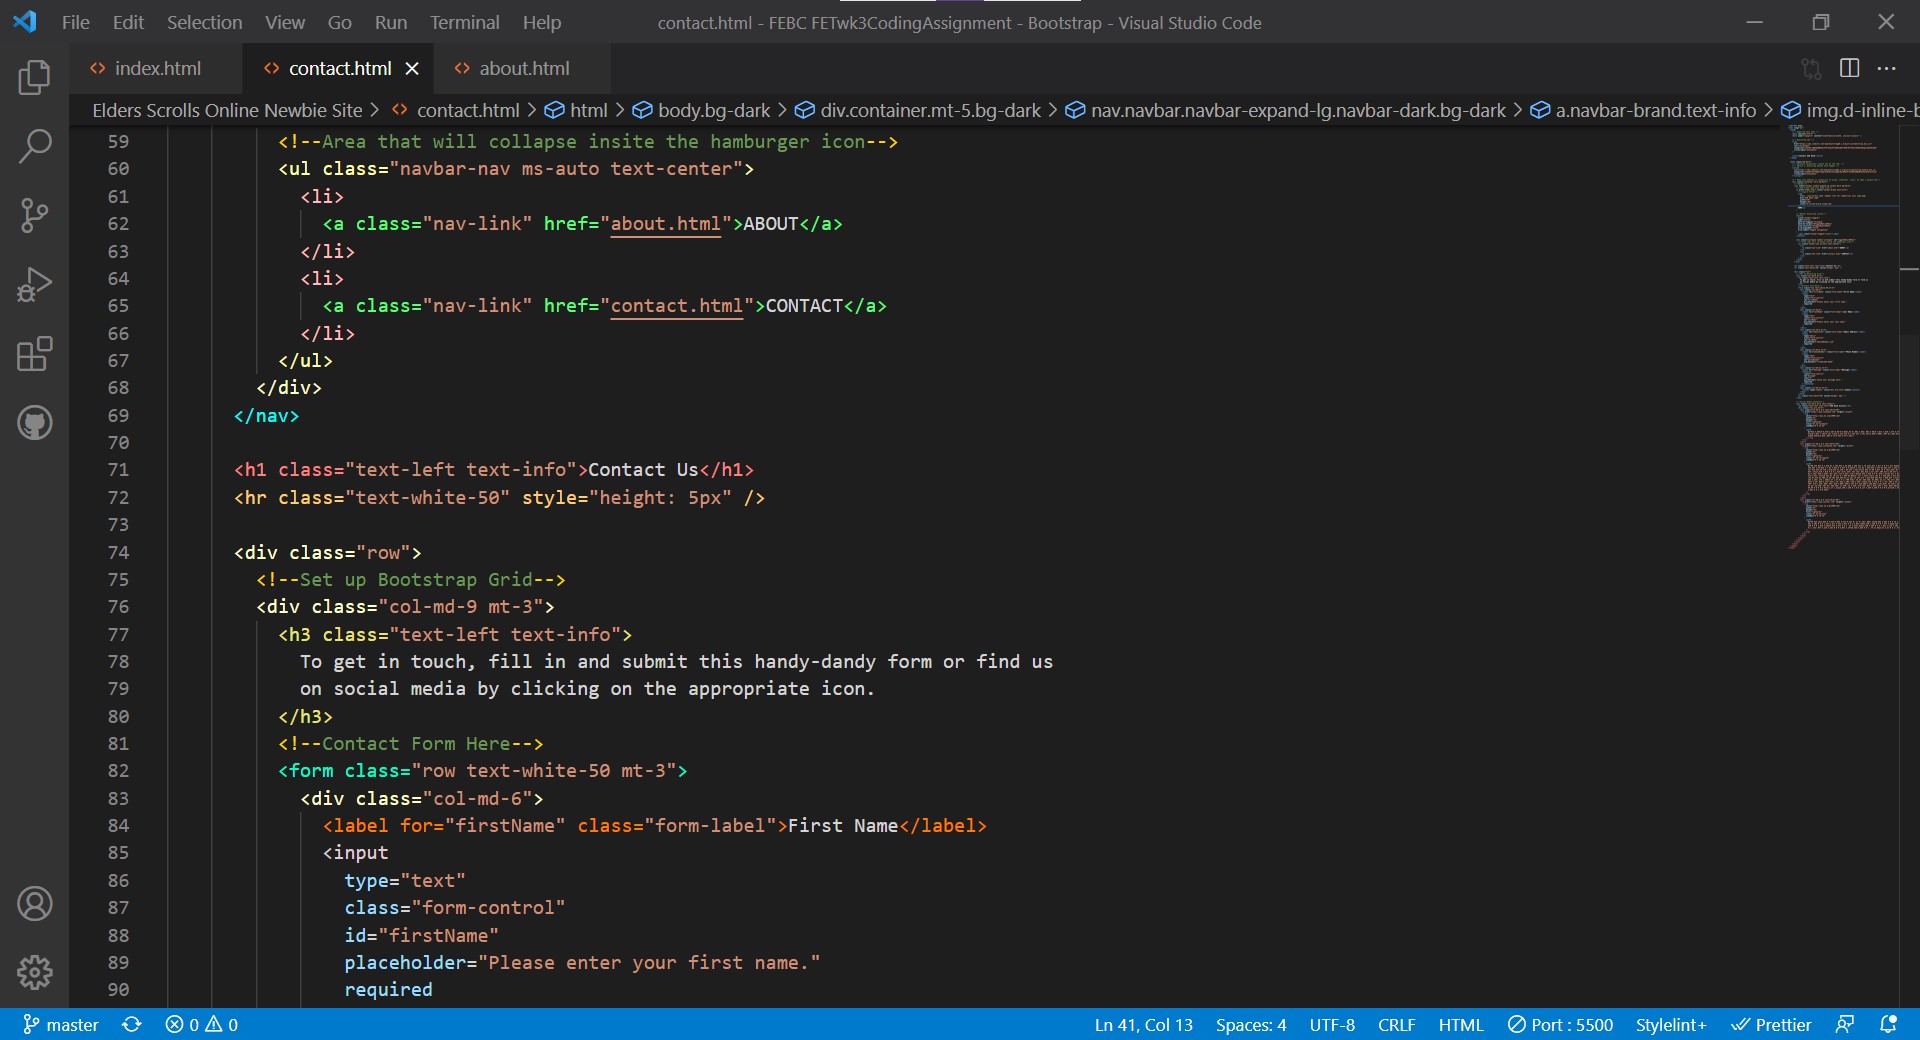 File Edit Selection View Go Run Terminal Help contact.html - FEBC FETwk3CodingAssignment - Bootstrap - Visual Studio Code
index.html contact.html about.html
Elders Scrolls Online Newbie Site > contact.html > html > body.bg-dark > div.container.mt-5.bg-dark > nav.navbar.navbar-expand-lg.navbar-dark.bg-dark > a.navbar-brand.text-info > img.d-inline-b
59 <!--Area that will collapse insite the hamburger icon-->
60 <ul class="navbar-nav ms-auto text-center">
61 <li>
62 <a class="nav-link" href="about.html">ABOUT</a>
63 </li>
64 <li>
65 <a class="nav-link" href="contact.html">CONTACT</a>
66 </li>
67 </ul>
68 </div>
69 </nav>
70
71 <h1 class="text-left text-info">Contact Us</h1>
72 <hr class="text-white-50" style="height: 5px" />
73
74 <div class="row">
75 <!--Set up Bootstrap Grid-->
76 <div class="col-md-9 mt-3">
77 <h3 class="text-left text-info">
78 To get in touch, fill in and submit this handy-dandy form or find us
79 on social media by clicking on the appropriate icon.
80 </h3>
81 <!--Contact Form Here-->
82 <form class="row text-white-50 mt-3">
83 <div class="col-md-6">
84 <label for="firstName" class="form-label">First Name</label>
85 <input
86 type="text"
87 class="form-control"
88 id="firstName"
89 placeholder="Please enter your first name."
90 required
master 0 0 Ln 41, Col 13 Spaces: 4 UTF-8 CRLF HTML Port : 5500 Stylelint+ Prettier